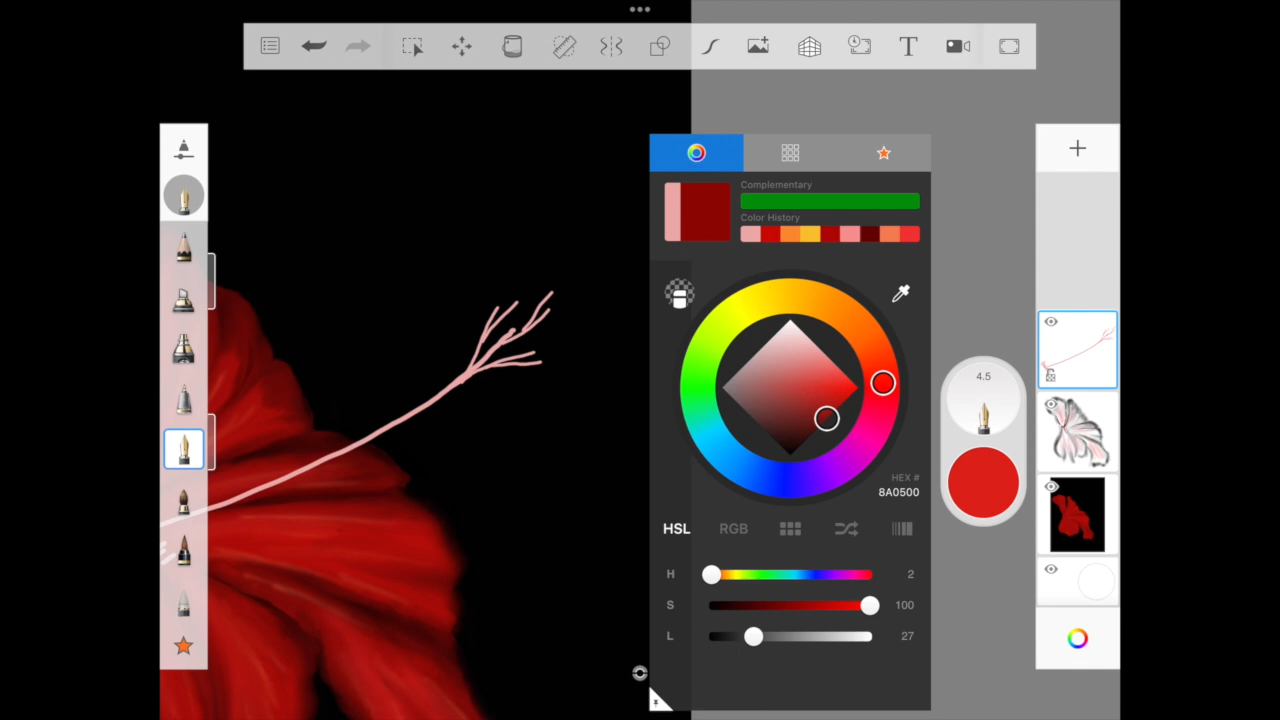 T
Complementary
Color History
4.5
HEX #
8A0500
HSL
RGB
H
2
S
100
L
27